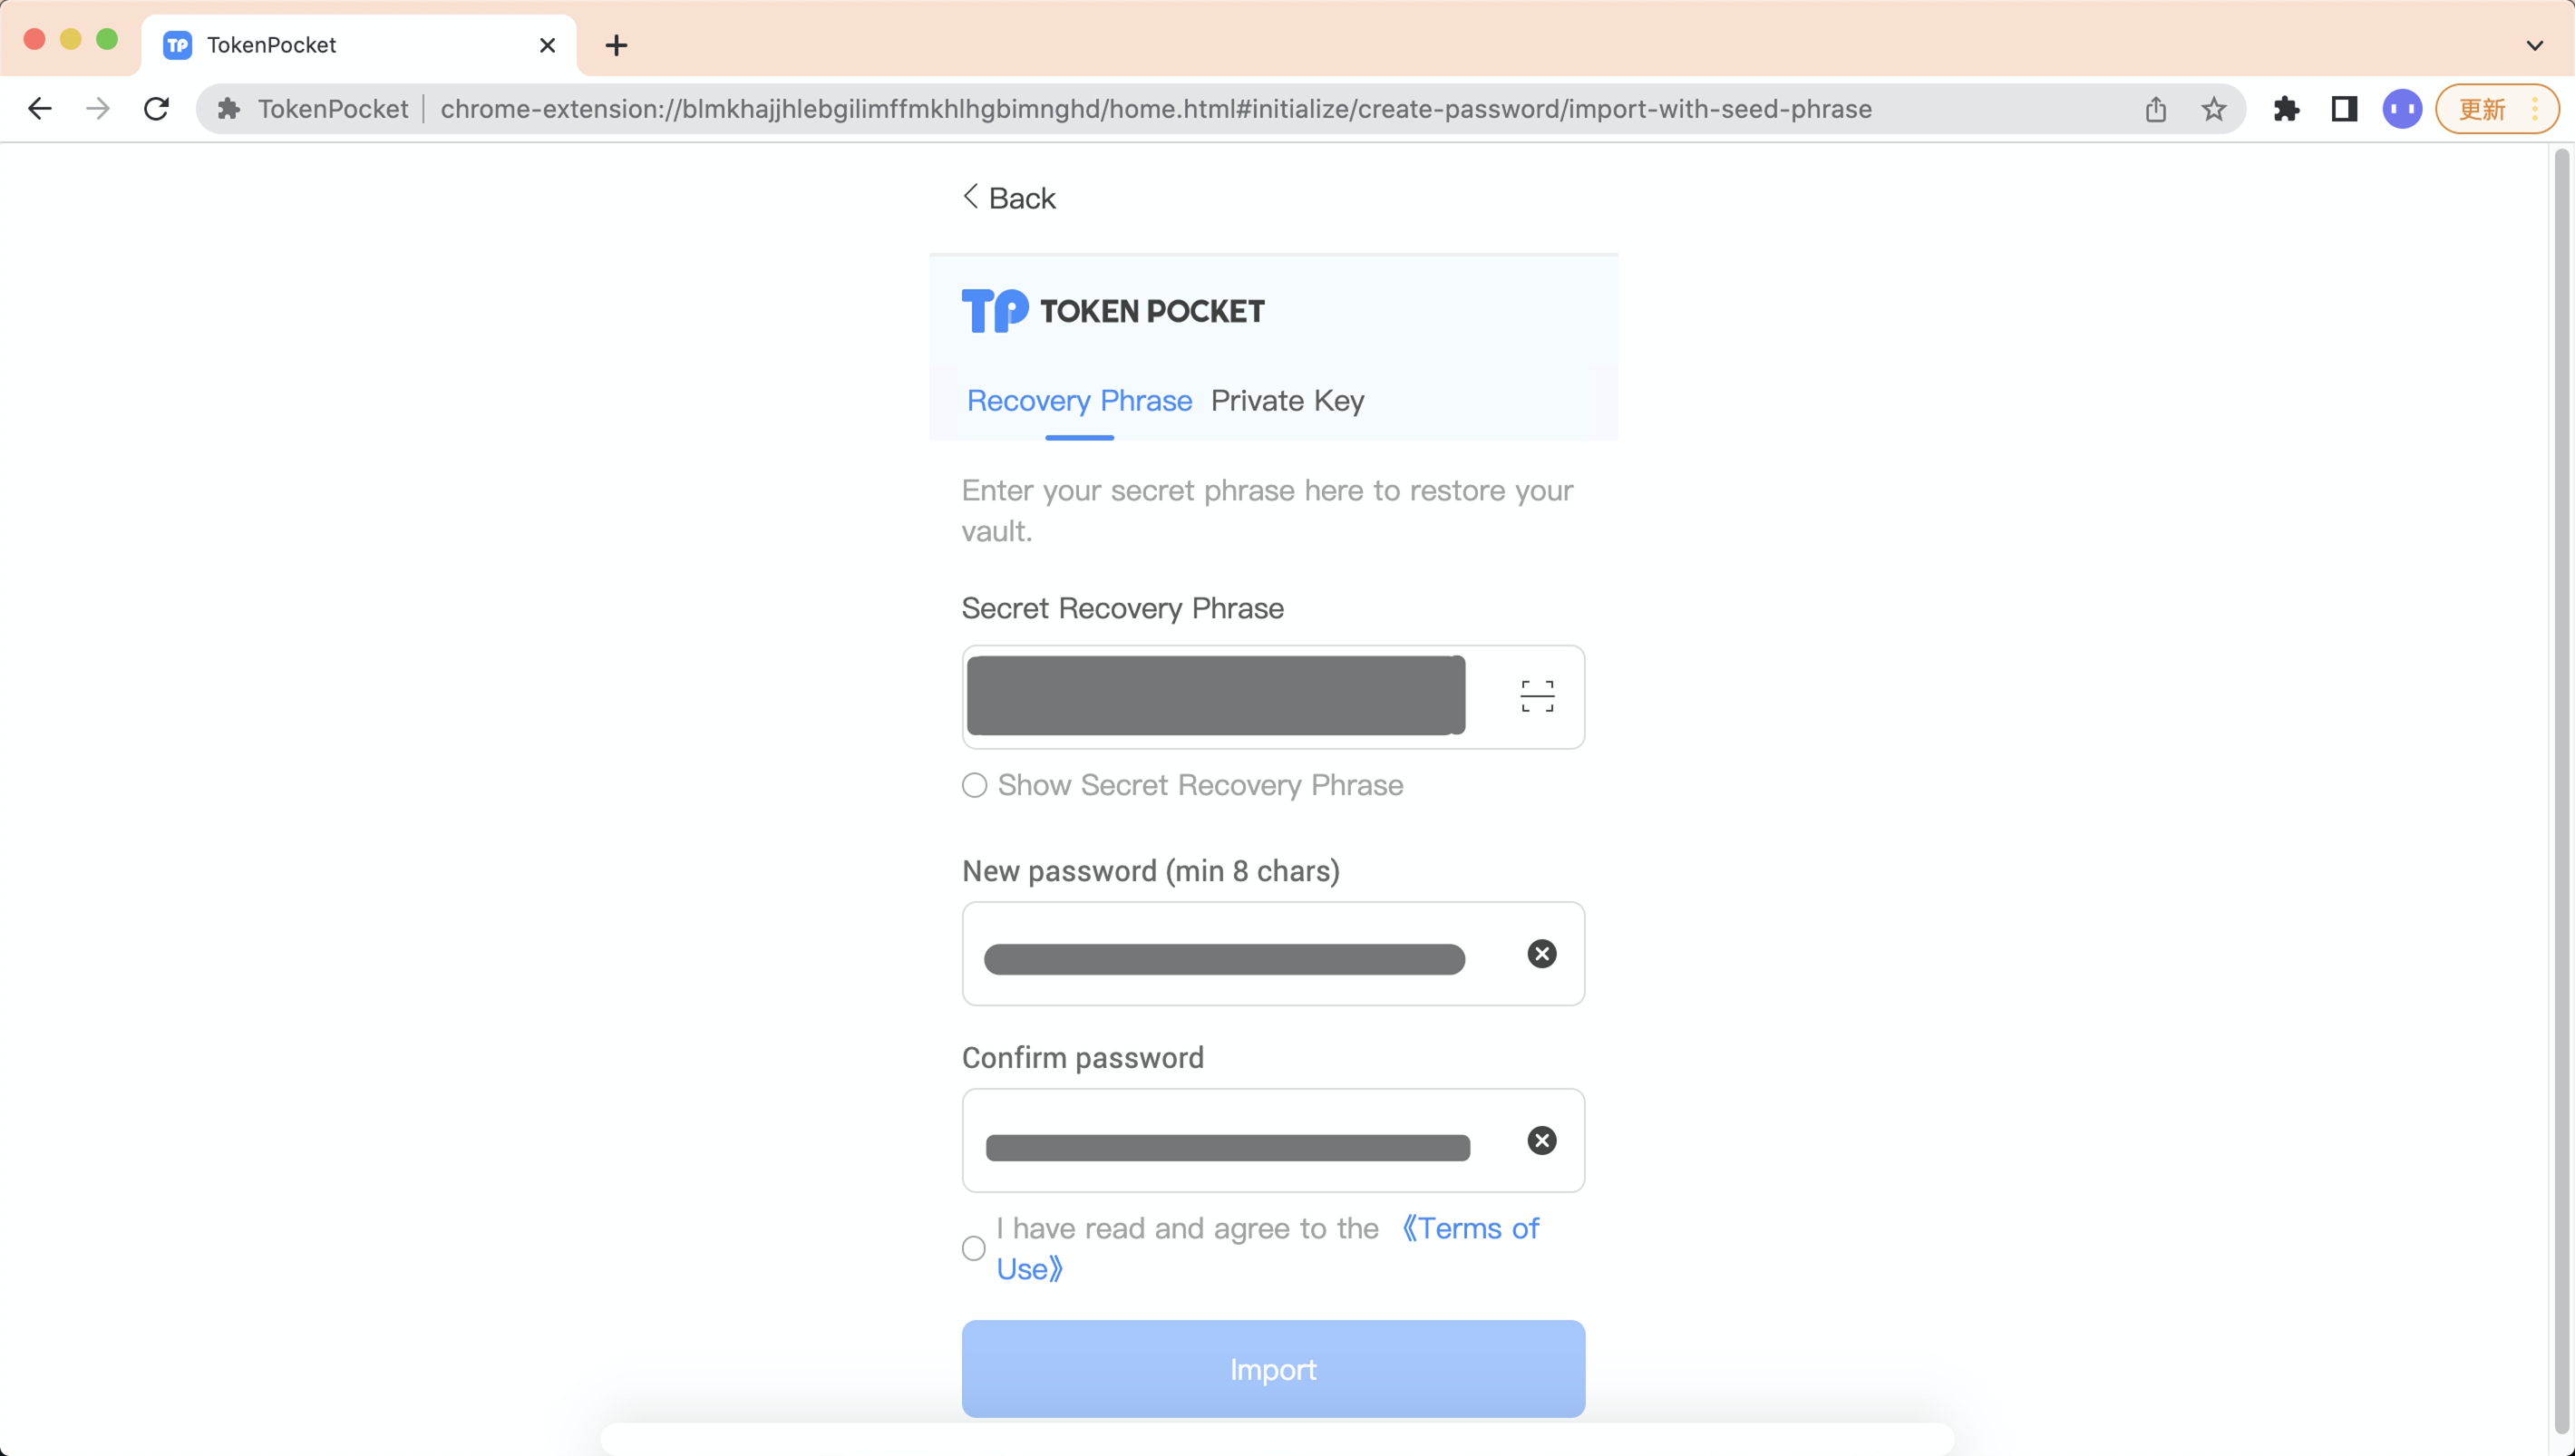 TokenPocket
TokenPocket chrome-extension://blmkhajjhlebgilimffmkhlhgbimnghd/home.html#initialize/create-password/import-with-seed-phrase 更新
Back
TP TOKEN POCKET
Recovery Phrase Private Key
Enter your secret phrase here to restore your
vault.
Secret Recovery Phrase
Show Secret Recovery Phrase
New password (min 8 chars)
Confirm password
I have read and agree to the 《Terms of
Use》
Import